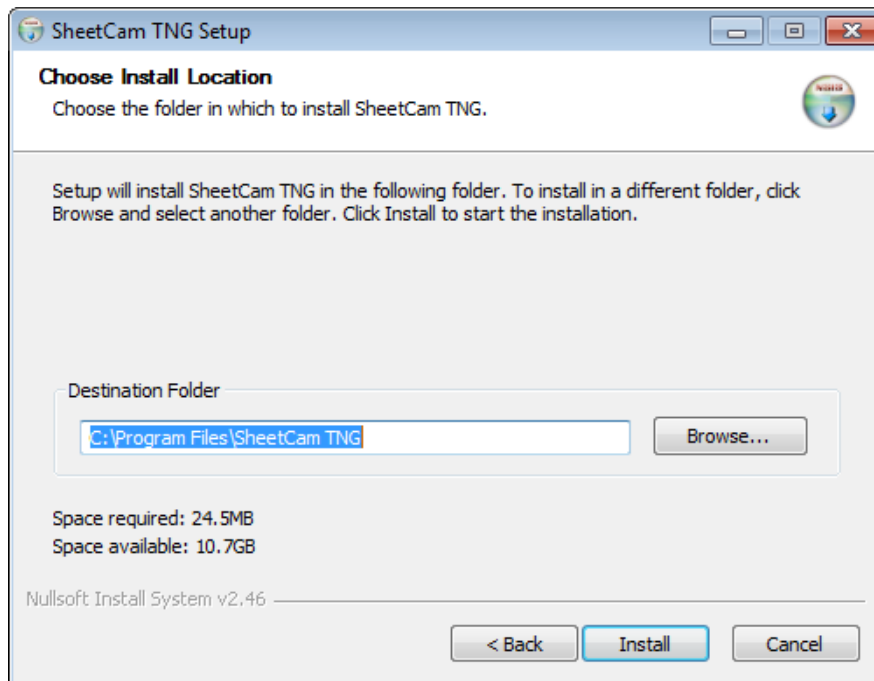 SheetCam TNG Setup
Choose Install Location
Choose the folder in which to install SheetCam TNG.
Setup will install SheetCam TNG in the following folder. To install in a different folder, click
Browse and select another folder. Click Install to start the installation.
Destination Folder
C:\Program Files\SheetCam TNG
Browse...
Space required: 24.5MB
Space available: 10.7GB
Nullsoft Install System v2.46
< Back
Install
Cancel